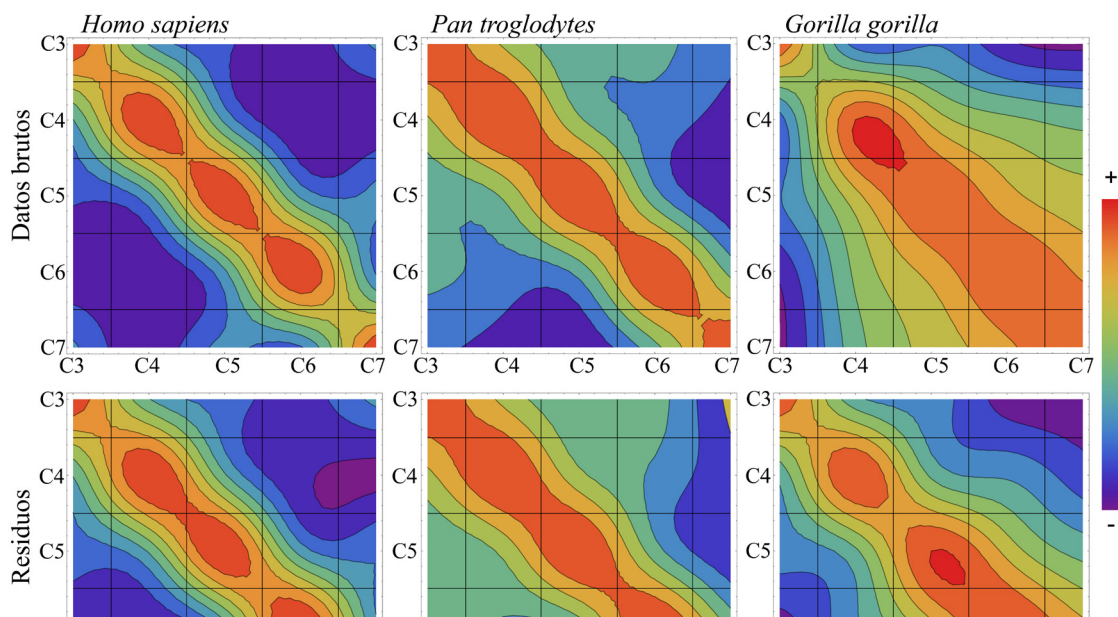 Homo sapiens Pan troglodytes Gorilla gorilla
Datos brutos
C3 C3 C3
C4 C4 C4
C5 C5 C5
C6 C6 C6
C7 C7 C7
C3 C4 C5 C6 C7 C3 C4 C5 C6 C7 C3 C4 C5 C6 C7
+
-
Residuos
C3 C3 C3
C4 C4 C4
C5 C5 C5